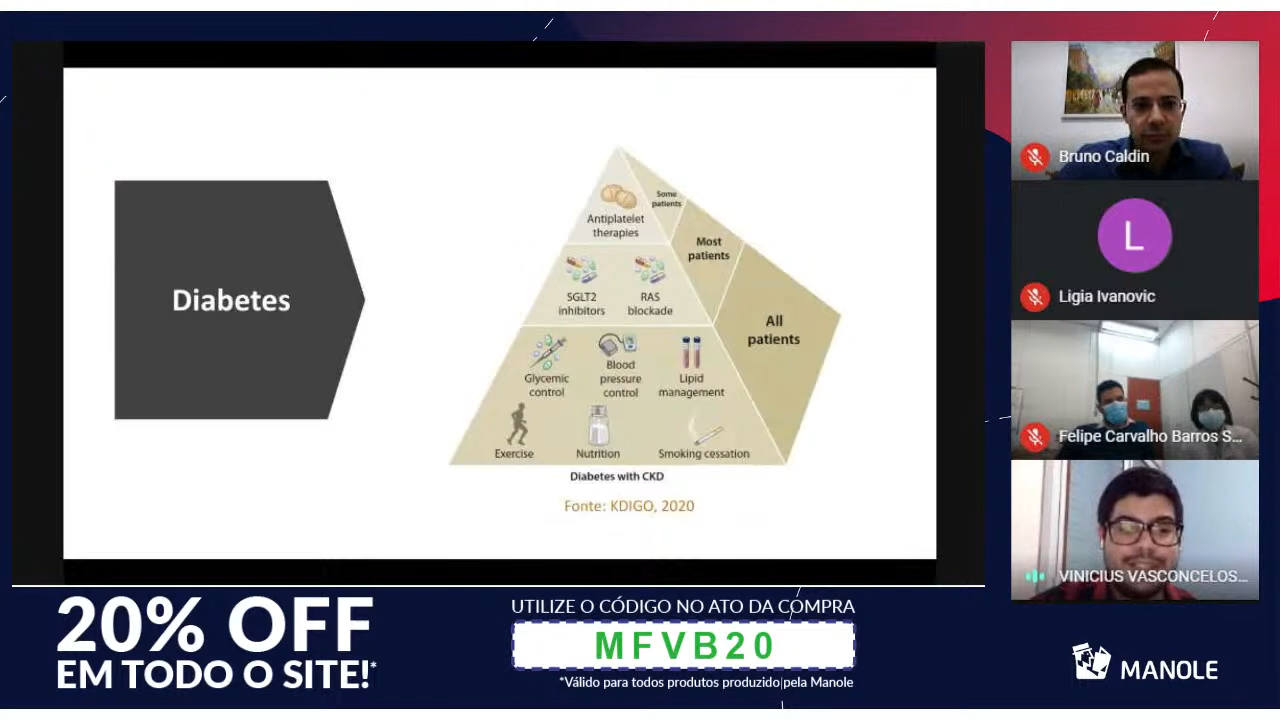 Diabetes
Some
patients
Antiplatelet
therapies
Most
patients
SGLT2
inhibitors
RAS
blockade
All
patients
Glycemic
control
Blood
pressure
control
Lipid
management
Exercise
Nutrition
Smoking cessation
Diabetes with CKD
Fonte: KDIGO, 2020
Bruno Caldin
L
Ligia Ivanovic
Felipe Carvalho Barros S...
VINICIUS VASCONCELOS...
20% OFF
EM TODO O SITE!*
UTILIZE O CÓDIGO NO ATO DA COMPRA
MFVB20
*Válido para todos produtos produzido pela Manole
MANOLE